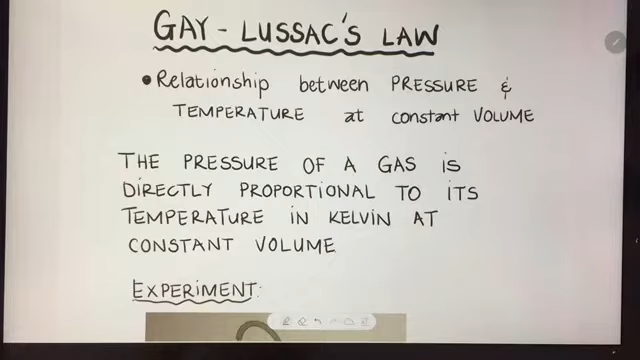 GAY - LUSSAC'S LAW
• Relationship between PRESSURE &
TEMPERATURE at constant VOLUME
THE PRESSURE OF A GAS iS
DiRECTLY PROPORTIONAL TO iTS
TEMPERATURE iN KELViN AT
CONSTANT VOLUME
EXPERiMENT: